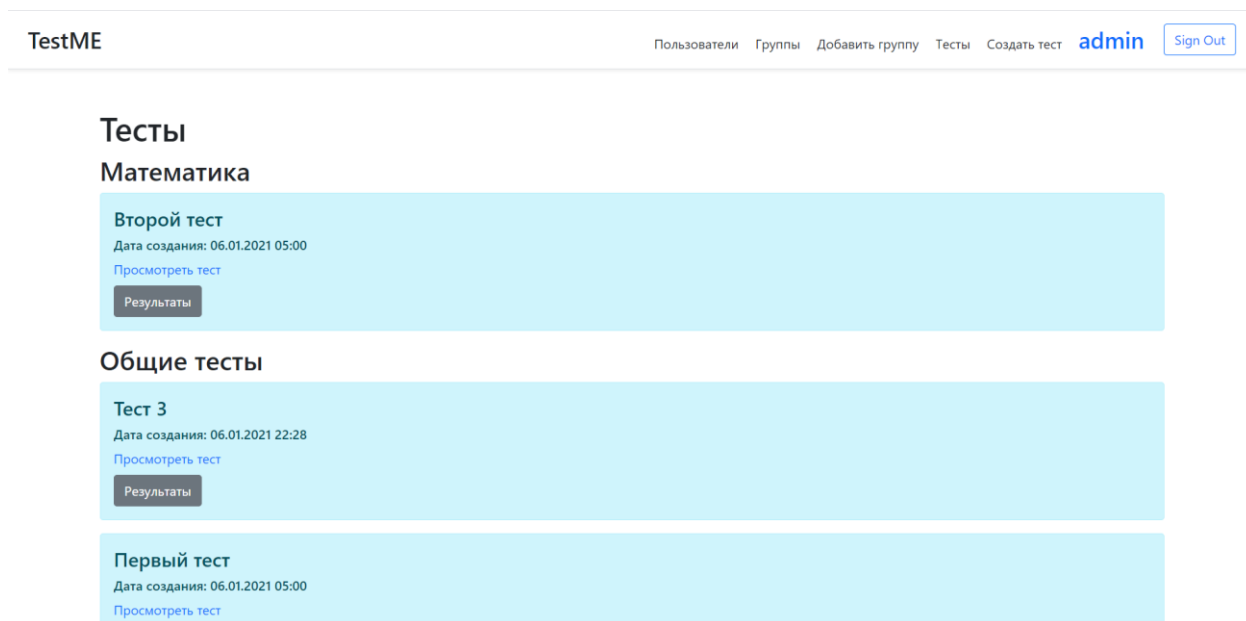 TestME
Пользователи Группы Добавить группу Тесты Создать тест admin Sign Out
Тесты
Математика
Второй тест
Дата создания: 06.01.2021 05:00
Просмотреть тест
Результаты
Общие тесты
Тест 3
Дата создания: 06.01.2021 22:28
Просмотреть тест
Результаты
Первый тест
Дата создания: 06.01.2021 05:00
Просмотреть тест